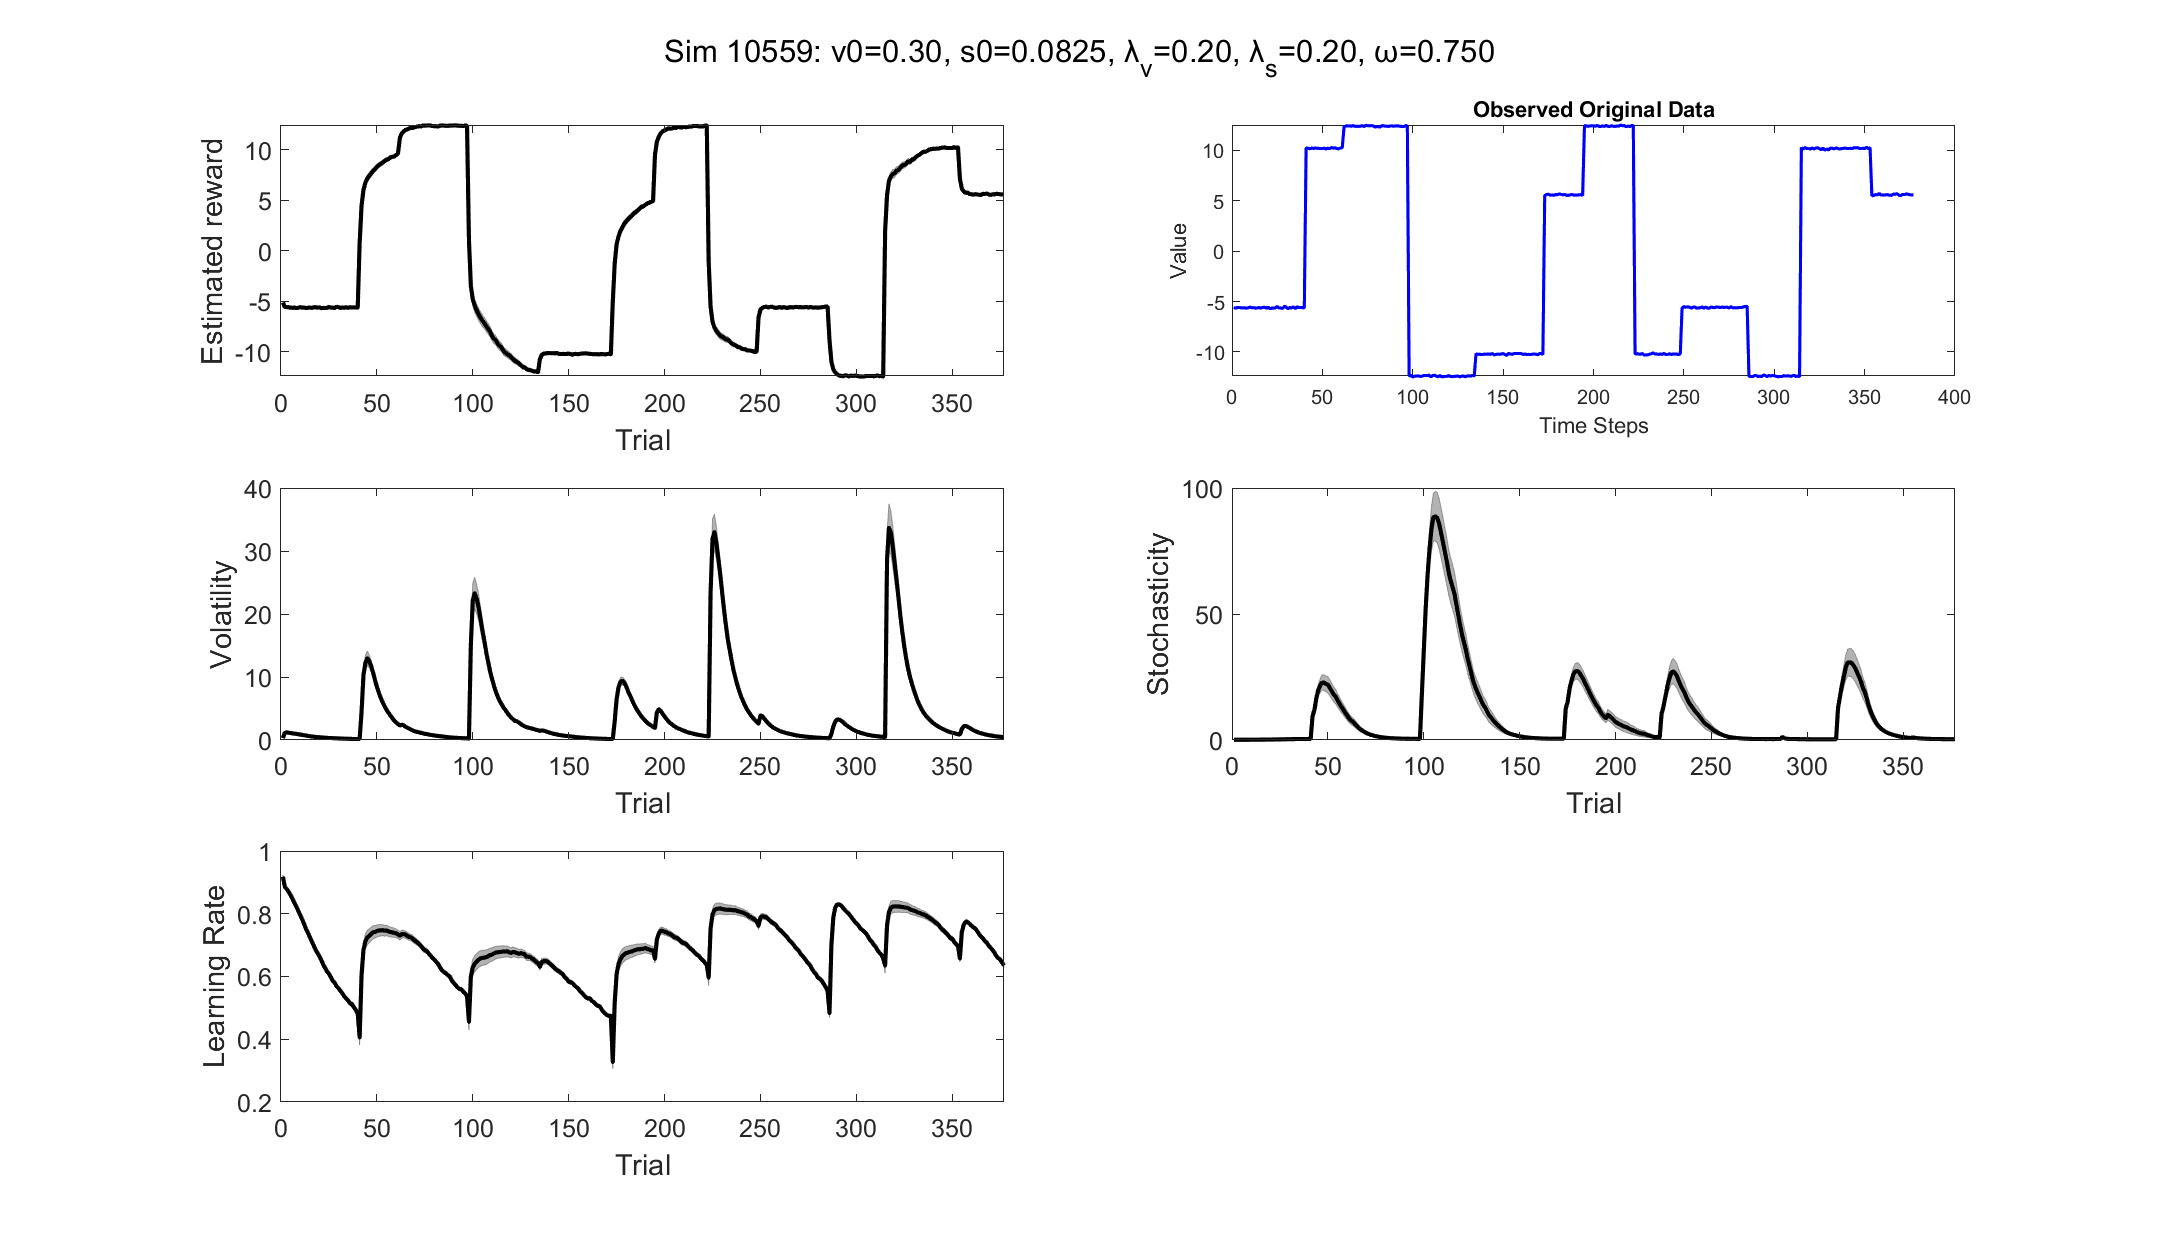 Sim 10559: v0=0.30, s0=0.0825, λv=0.20, λs=0.20, ω=0.750
Estimated reward
10
5
0
-5
-10
0 50 100 150 200 250 300 350
Trial
Observed Original Data
Value
10
5
0
-5
-10
0 50 100 150 200 250 300 350 400
Time Steps
Volatility
40
30
20
10
0
0 50 100 150 200 250 300 350
Trial
Stochasticity
100
50
0
0 50 100 150 200 250 300 350
Trial
Learning Rate
1
0.8
0.6
0.4
0.2
0 50 100 150 200 250 300 350
Trial